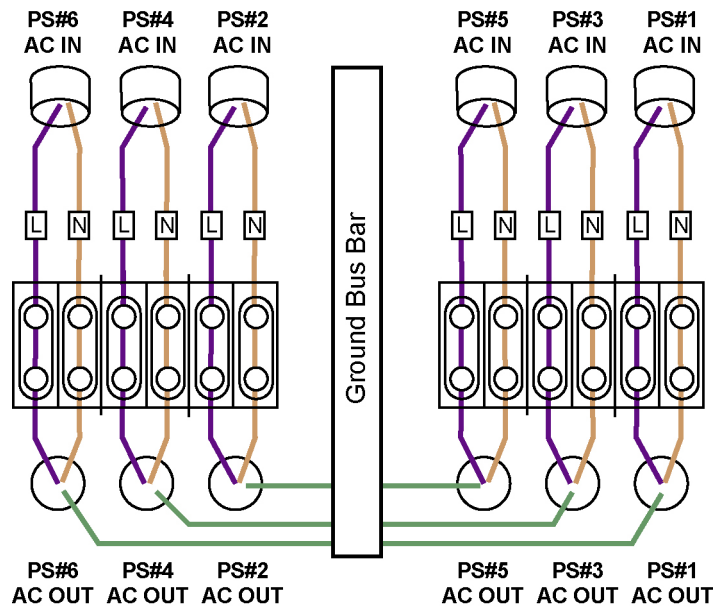 PS#6 PS#4 PS#2 PS#5 PS#3 PS#1
AC IN AC IN AC IN AC IN AC IN AC IN
L N L N L N L N L N L N
Ground Bus Bar
PS#6 PS#4 PS#2 PS#5 PS#3 PS#1
AC OUT AC OUT AC OUT AC OUT AC OUT AC OUT